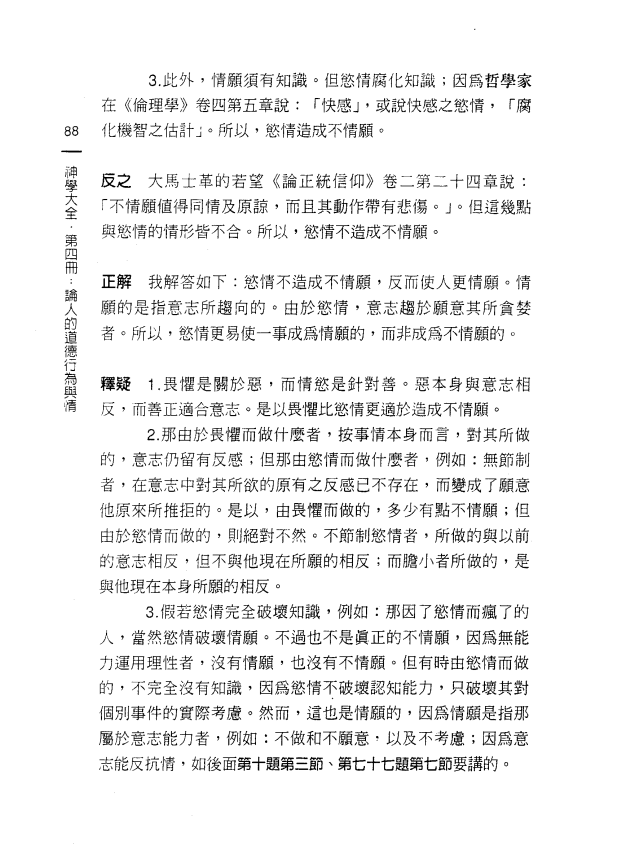 3.此外，情願須有知識。但慾情腐化知識；因爲哲學家
在《倫理學》卷四第五章說：「快感」，或說快感之慾情，「腐
化機智之估計」。所以，慾情造成不情願。
反之　大馬士革的若望《論正統信仰》卷二第二十四章說：
「不情願值得同情及原諒，而且其動作帶有悲傷。」。但這幾點
與慾情的情形皆不合。所以，慾情不造成不情願。
正解　我解答如下：慾情不造成不情願，反而使人更情願。情
願的是指意志所趨向的。由於慾情，意志趨於願意其所貪婪
者。所以，慾情更易使一事成爲情願的，而非成爲不情願的。
釋疑　1.畏懼是關於惡，而情慾是針對善。惡本身與意志相
反，而善正適合意志。是以畏懼比慾情更適於造成不情願。
2.那由於畏懼而做什麼者，按事情本身而言，對其所做
的，意志仍留有反感；但那由慾情而做什麼者，例如：無節制
者，在意志中對其所欲的原有之反感已不存在，而變成了願意
他原來所推拒的。是以，由畏懼而做的，多少有點不情願；但
由於慾情而做的，則絕對不然。不節制慾情者，所做的與以前
的意志相反，但不與他現在所願的相反；而膽小者所做的，是
與他現在本身所願的相反。
3.假若慾情完全破壞知識，例如：那因了慾情而瘋了的
人，當然慾情破壞情願。不過也不是眞正的不情願，因爲無能
力運用理性者，沒有情願，也沒有不情願。但有時由慾情而做
的，不完全沒有知識，因爲慾情不破壞認知能力，只破壞其對
個別事件的實際考慮。然而，這也是情願的，因爲情願是指那
屬於意志能力者，例如：不做和不願意，以及不考慮；因爲意
志能反抗情，如後面第十題第三節、第七十七題第七節要講的。
88
神學大全．第四冊：論人的道德行為與情